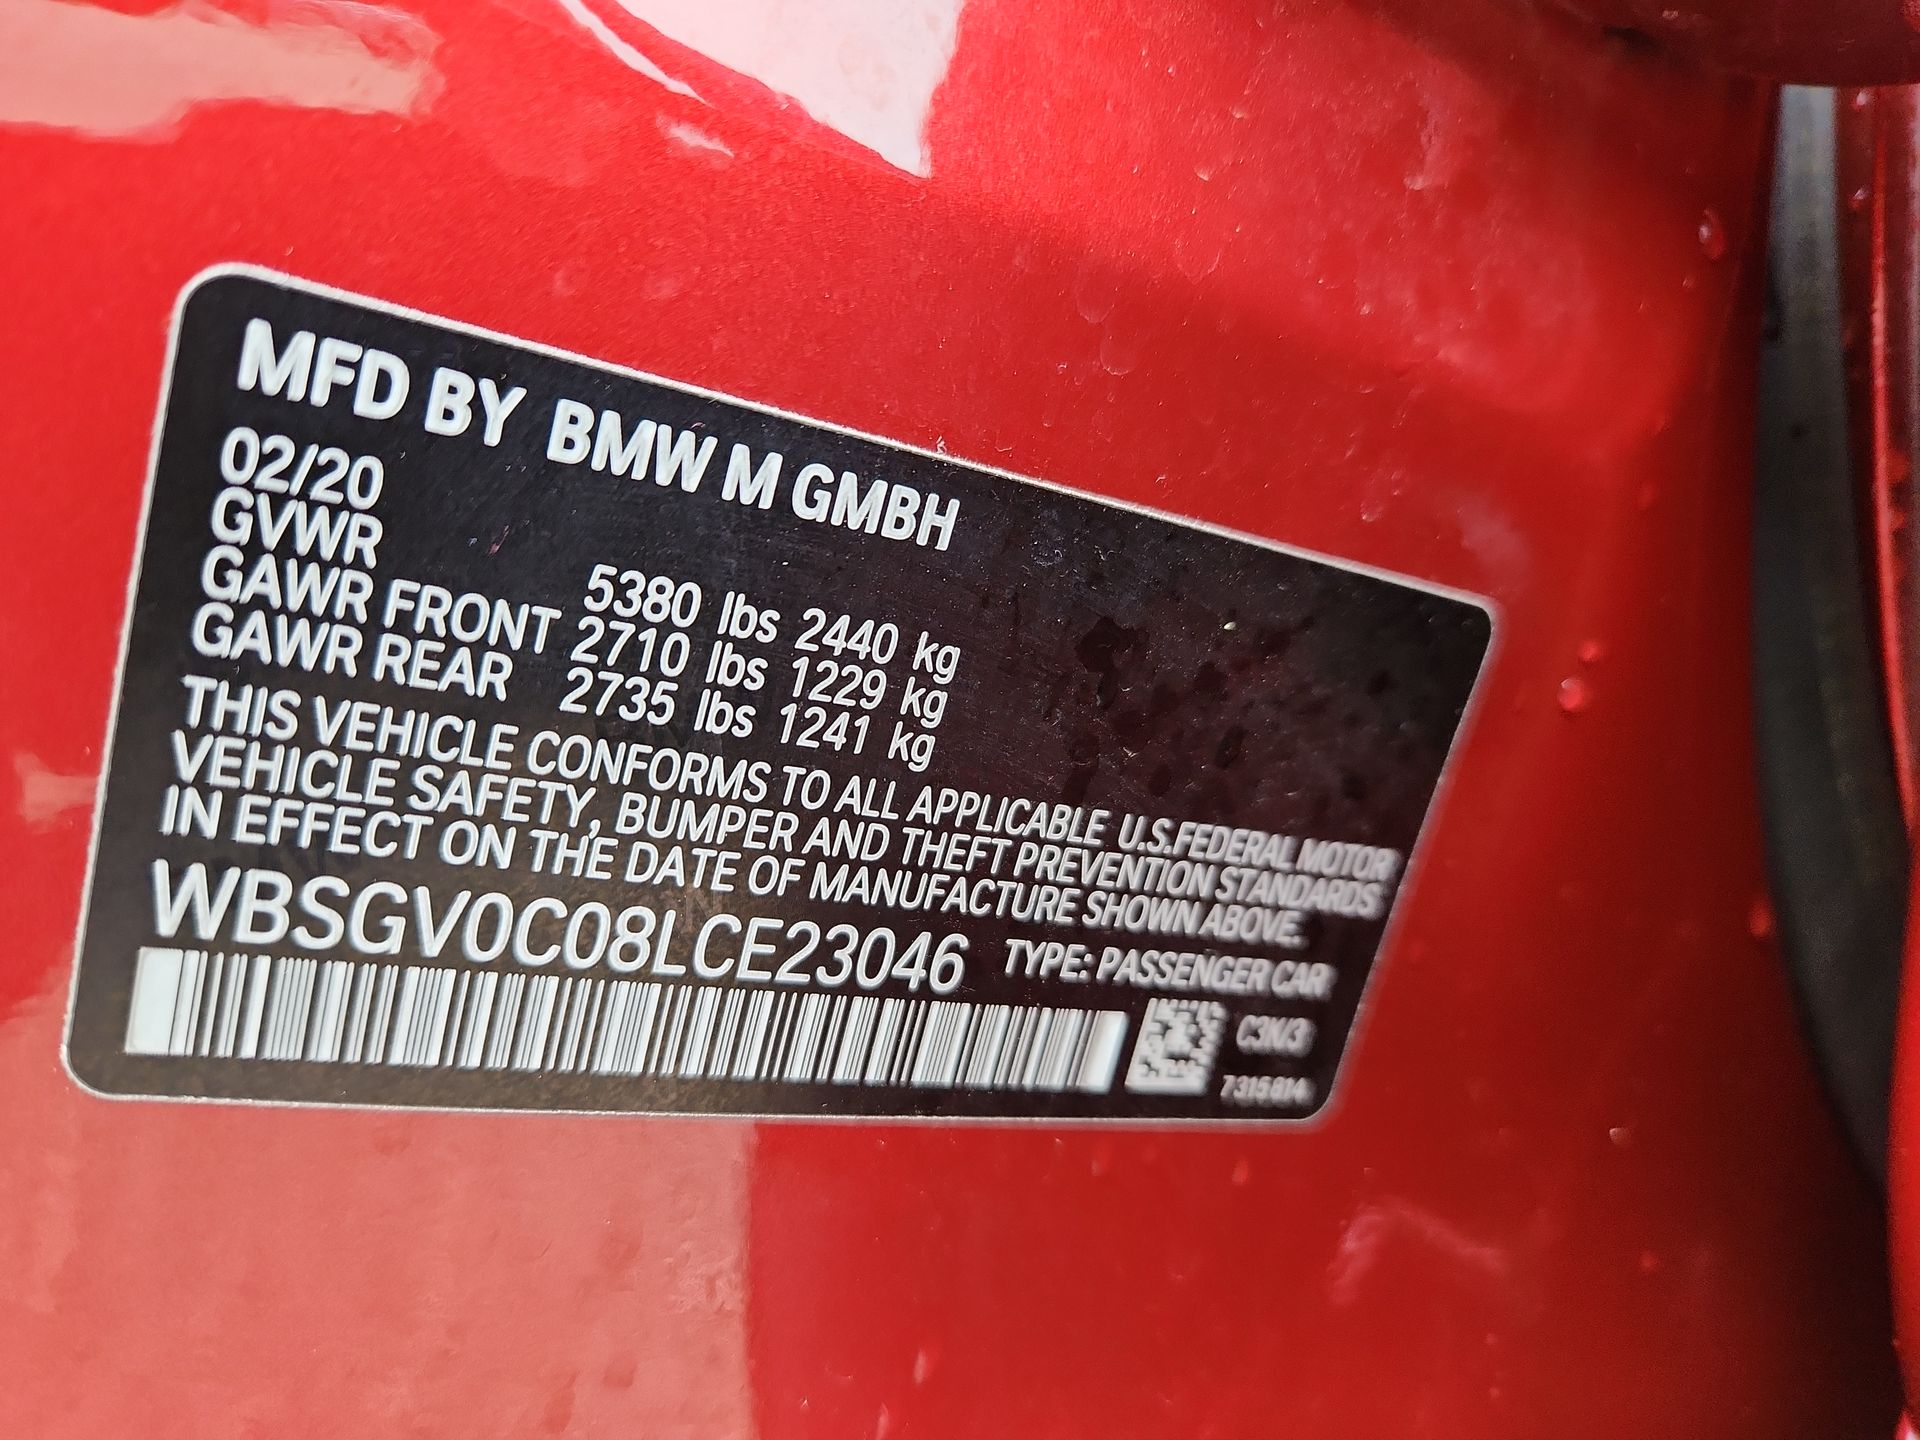 MFD BY BMW M GMBH
02/20
GVWR 5380 lbs 2440 kg
GAWR FRONT 2710 lbs 1229 kg
GAWR REAR 2735 lbs 1241 kg
THIS VEHICLE CONFORMS TO ALL APPLICABLE U.S.FEDERAL MOTOR
VEHICLE SAFETY, BUMPER AND THEFT PREVENTION STANDARDS
IN EFFECT ON THE DATE OF MANUFACTURE SHOWN ABOVE.
WBSGV0C08LCE23046 TYPE: PASSENGER CAR
7315814